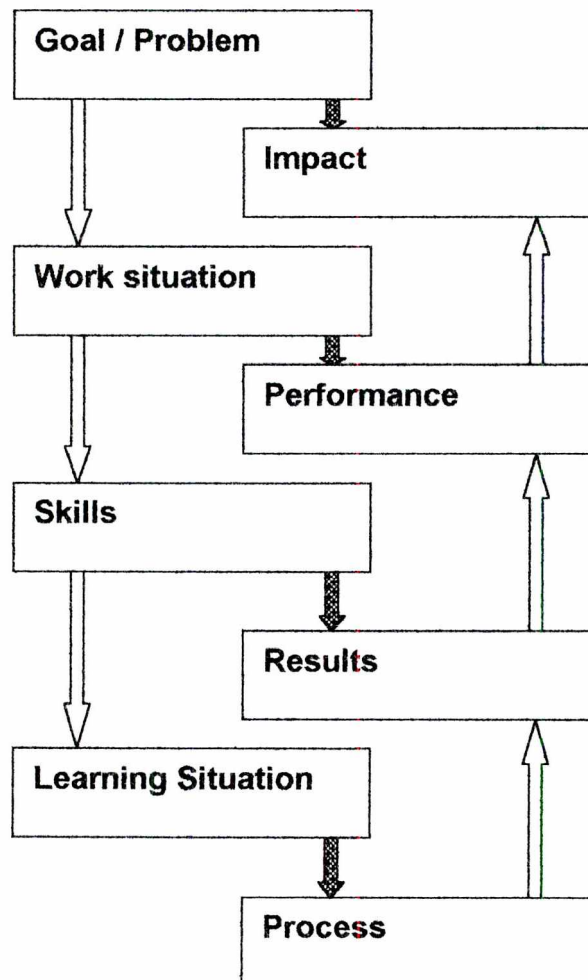 Goal / Problem
Impact
Work situation
Performance
Skills
Results
Learning Situation
Process